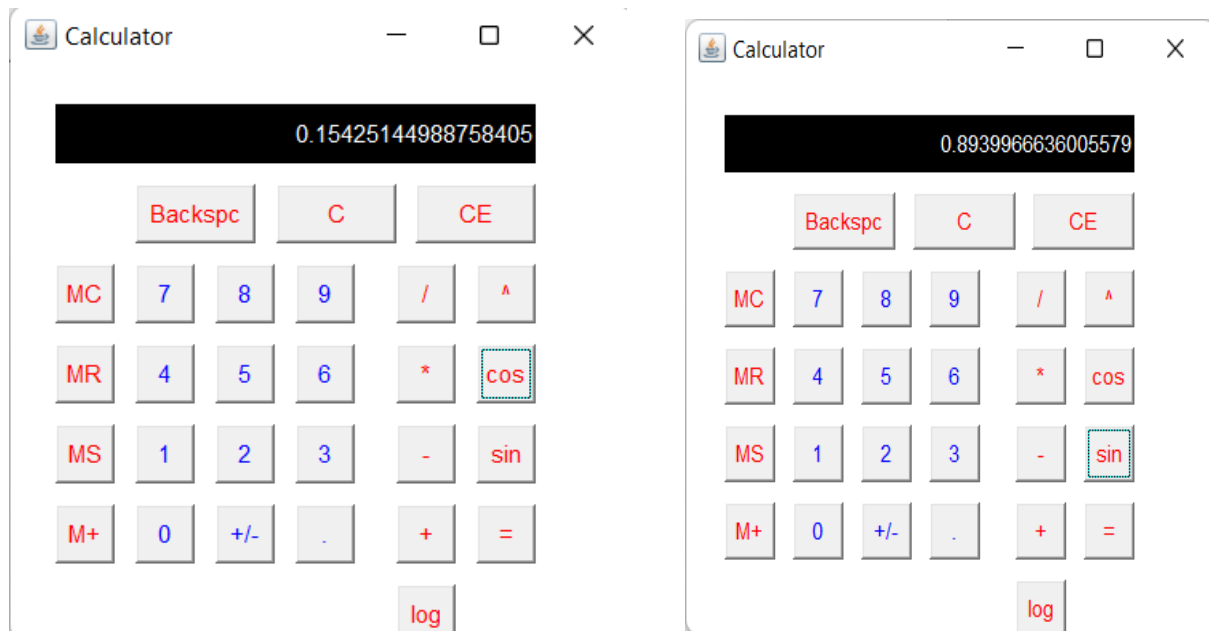 Calculator
0.15425144988758405
Backspc C CE
MC 7 8 9 / ^
MR 4 5 6 * cos
MS 1 2 3 - sin
M+ 0 +/- . + =
log
Calculator
0.8939966636005579
Backspc C CE
MC 7 8 9 / ^
MR 4 5 6 * cos
MS 1 2 3 - sin
M+ 0 +/- . + =
log